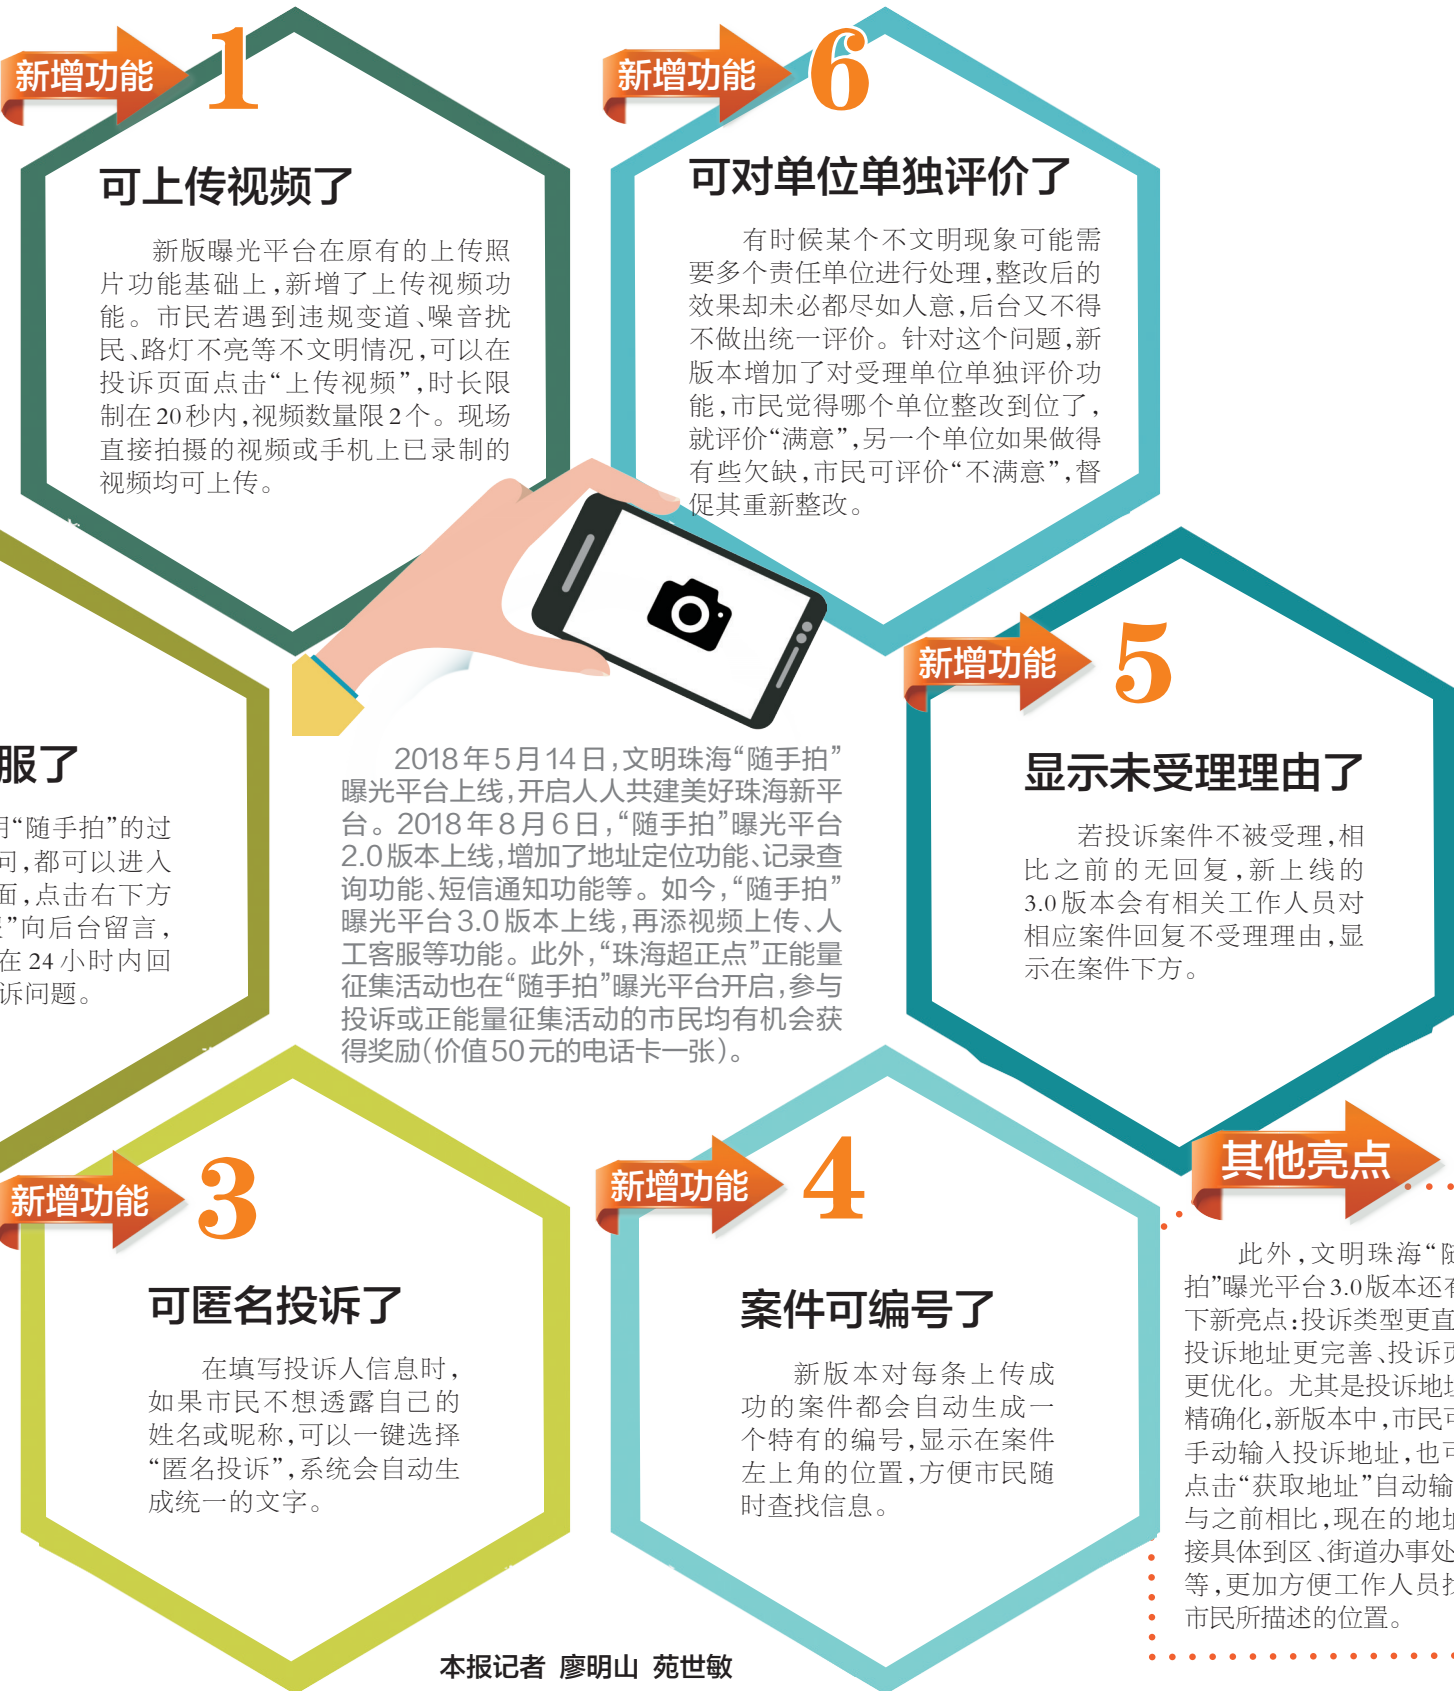 新增功能 1
可上传视频了
新版曝光平台在原有的上传照
片功能基础上,新增了上传视频功
能。市民若遇到违规变道、噪音扰
民、路灯不亮等不文明情况,可以在
投诉页面点击“上传视频”,时长限
制在20秒内,视频数量限2个。现场
直接拍摄的视频或手机上已录制的
视频均可上传。
新增功能 6
可对单位单独评价了
有时候某个不文明现象可能需
要多个责任单位进行处理,整改后的
效果却未必都尽如人意,后台又不得
不做出统一评价。针对这个问题,新
版本增加了对受理单位单独评价功
能,市民觉得哪个单位整改到位了,
就评价“满意”,另一个单位如果做得
有些欠缺,市民可评价“不满意”,督
促其重新整改。
服了
“随手拍”的过
问,都可以进入
面,点击右下方
”向后台留言,
在24小时内回
诉问题。
2018年5月14日,文明珠海“随手拍”
曝光平台上线,开启人人共建美好珠海新平
台。2018年8月6日,“随手拍”曝光平台
2.0版本上线,增加了地址定位功能、记录查
询功能、短信通知功能等。如今,“随手拍”
曝光平台3.0版本上线,再添视频上传、人
工客服等功能。此外,“珠海超正点”正能量
征集活动也在“随手拍”曝光平台开启,参与
投诉或正能量征集活动的市民均有机会获
得奖励(价值50元的电话卡一张)。
新增功能 5
显示未受理理由了
若投诉案件不被受理,相
比之前的无回复,新上线的
3.0版本会有相关工作人员对
相应案件回复不受理理由,显
示在案件下方。
新增功能 3
可匿名投诉了
在填写投诉人信息时,
如果市民不想透露自己的
姓名或昵称,可以一键选择
“匿名投诉”,系统会自动生
成统一的文字。
新增功能 4
案件可编号了
新版本对每条上传成
功的案件都会自动生成一
个特有的编号,显示在案件
左上角的位置,方便市民随
时查找信息。
其他亮点
此外,文明珠海“随
拍”曝光平台3.0版本还有
下新亮点:投诉类型更直
投诉地址更完善、投诉页
更优化。尤其是投诉地址
精确化,新版本中,市民可
手动输入投诉地址,也可
点击“获取地址”自动输
与之前相比,现在的地址
接具体到区、街道办事处
等,更加方便工作人员找
市民所描述的位置。
本报记者 廖明山 苑世敏